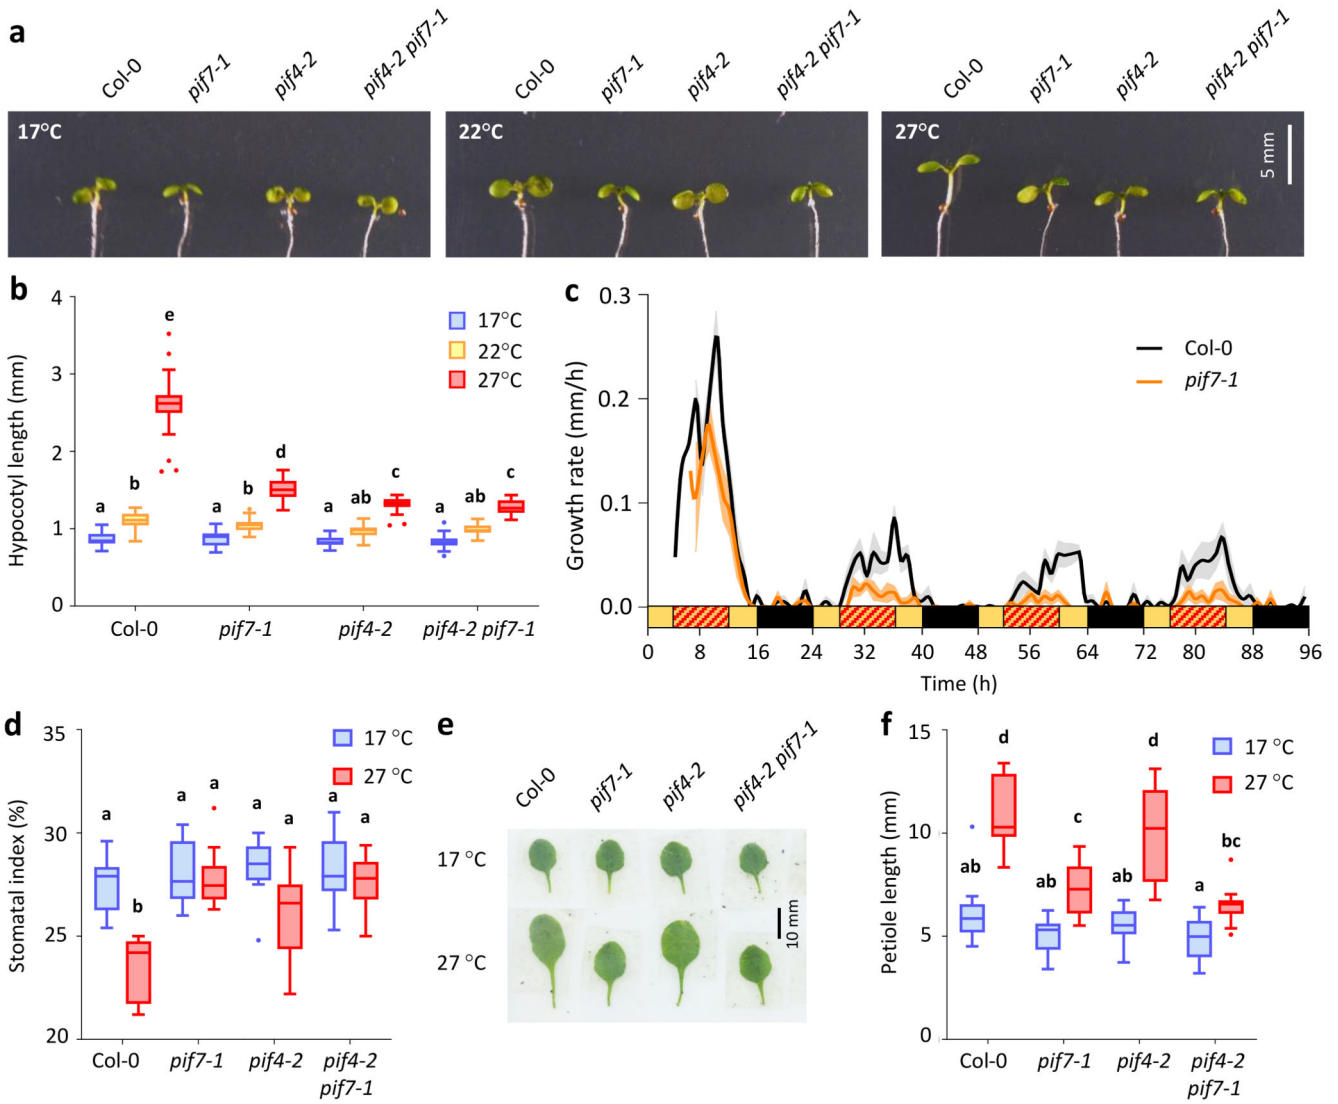 a
Col-0 pif7-1 pif4-2 pif4-2 pif7-1 Col-0 pif7-1 pif4-2 pif4-2 pif7-1 Col-0 pif7-1 pif4-2 pif4-2 pif7-1
17°C 22°C 27°C
5 mm
b
Hypocotyl length (mm)
4
3
2
1
0
17°C
22°C
27°C
a b e a b d a ab c a ab c
Col-0 pif7-1 pif4-2 pif4-2 pif7-1
c
Growth rate (mm/h)
0.3
0.2
0.1
0.0
Col-0
pif7-1
0 8 16 24 32 40 48 56 64 72 80 88 96
Time (h)
d
Stomatal index (%)
35
30
25
20
17 °C
27 °C
a b a a a a a a
Col-0 pif7-1 pif4-2 pif4-2
pif7-1
e
Col-0 pif7-1 pif4-2 pif4-2 pif7-1
17 °C
27 °C
10 mm
f
Petiole length (mm)
15
10
5
0
17 °C
27 °C
ab d ab c ab d a bc
Col-0 pif7-1 pif4-2 pif4-2
pif7-1